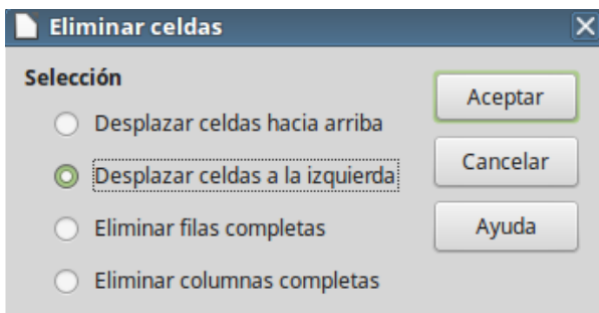 Eliminar celdas
Selección
Desplazar celdas hacia arriba
Desplazar celdas a la izquierda
Eliminar filas completas
Eliminar columnas completas
Aceptar
Cancelar
Ayuda